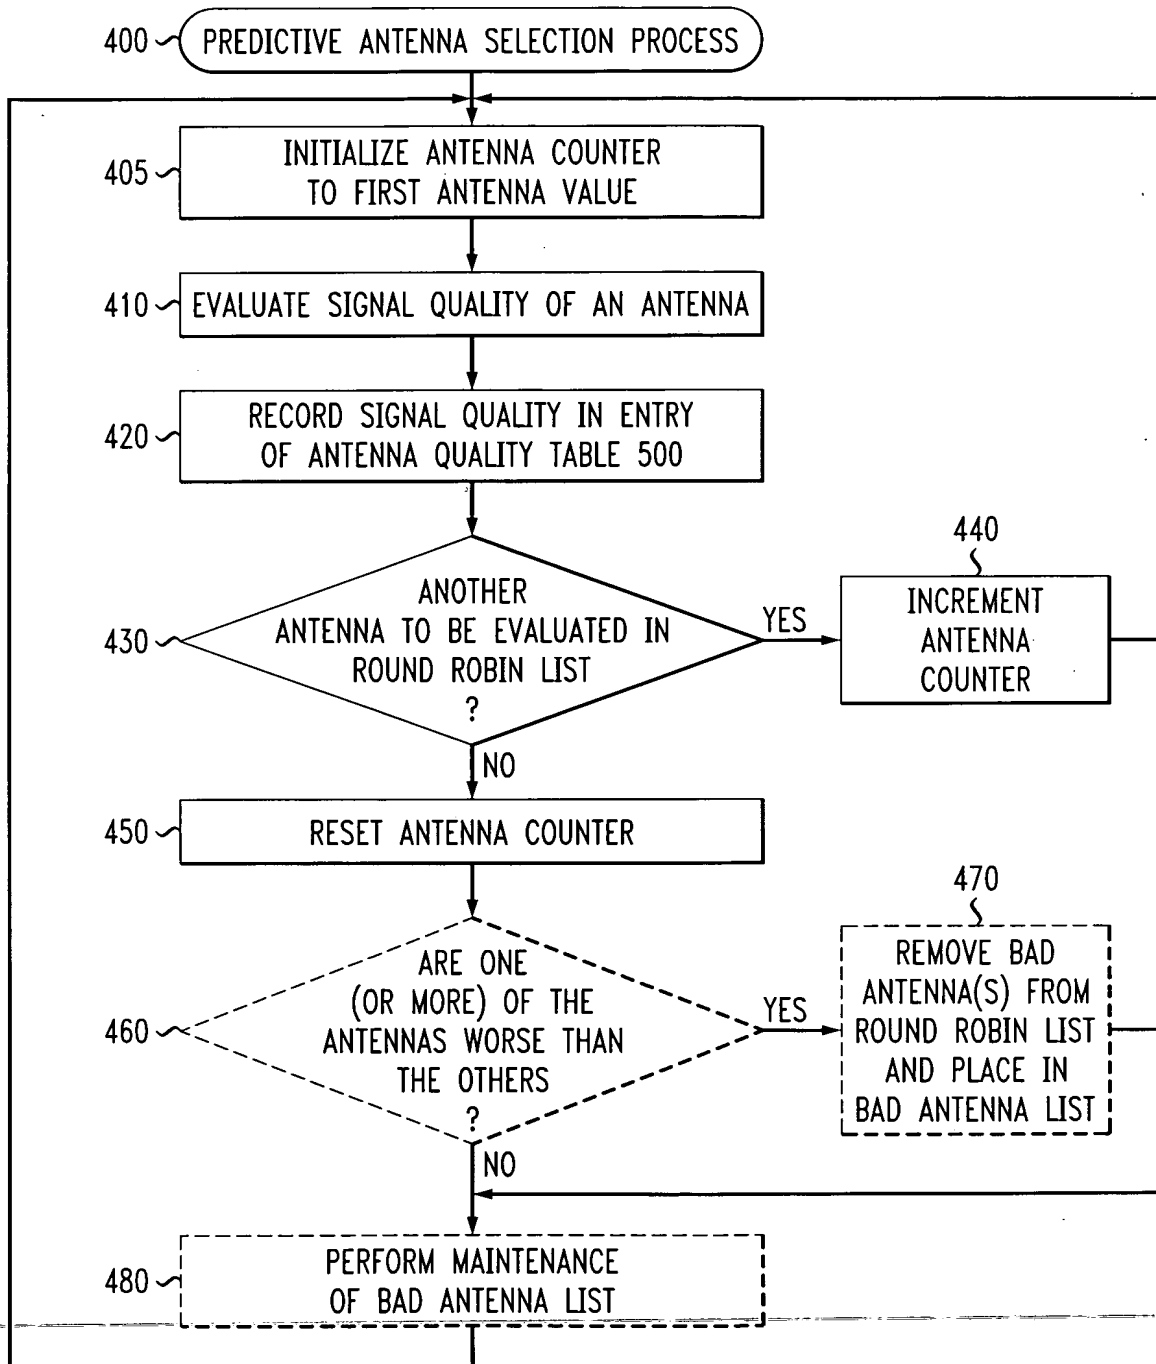 400
PREDICTIVE ANTENNA SELECTION PROCESS
405
INITIALIZE ANTENNA COUNTER
TO FIRST ANTENNA VALUE
410
EVALUATE SIGNAL QUALITY OF AN ANTENNA
420
RECORD SIGNAL QUALITY IN ENTRY
OF ANTENNA QUALITY TABLE 500
430
ANOTHER
ANTENNA TO BE EVALUATED IN
ROUND ROBIN LIST
?
YES
440
INCREMENT
ANTENNA
COUNTER
NO
450
RESET ANTENNA COUNTER
460
ARE ONE
(OR MORE) OF THE
ANTENNAS WORSE THAN
THE OTHERS
?
YES
470
REMOVE BAD
ANTENNA(S) FROM
ROUND ROBIN LIST
AND PLACE IN
BAD ANTENNA LIST
NO
480
PERFORM MAINTENANCE
OF BAD ANTENNA LIST